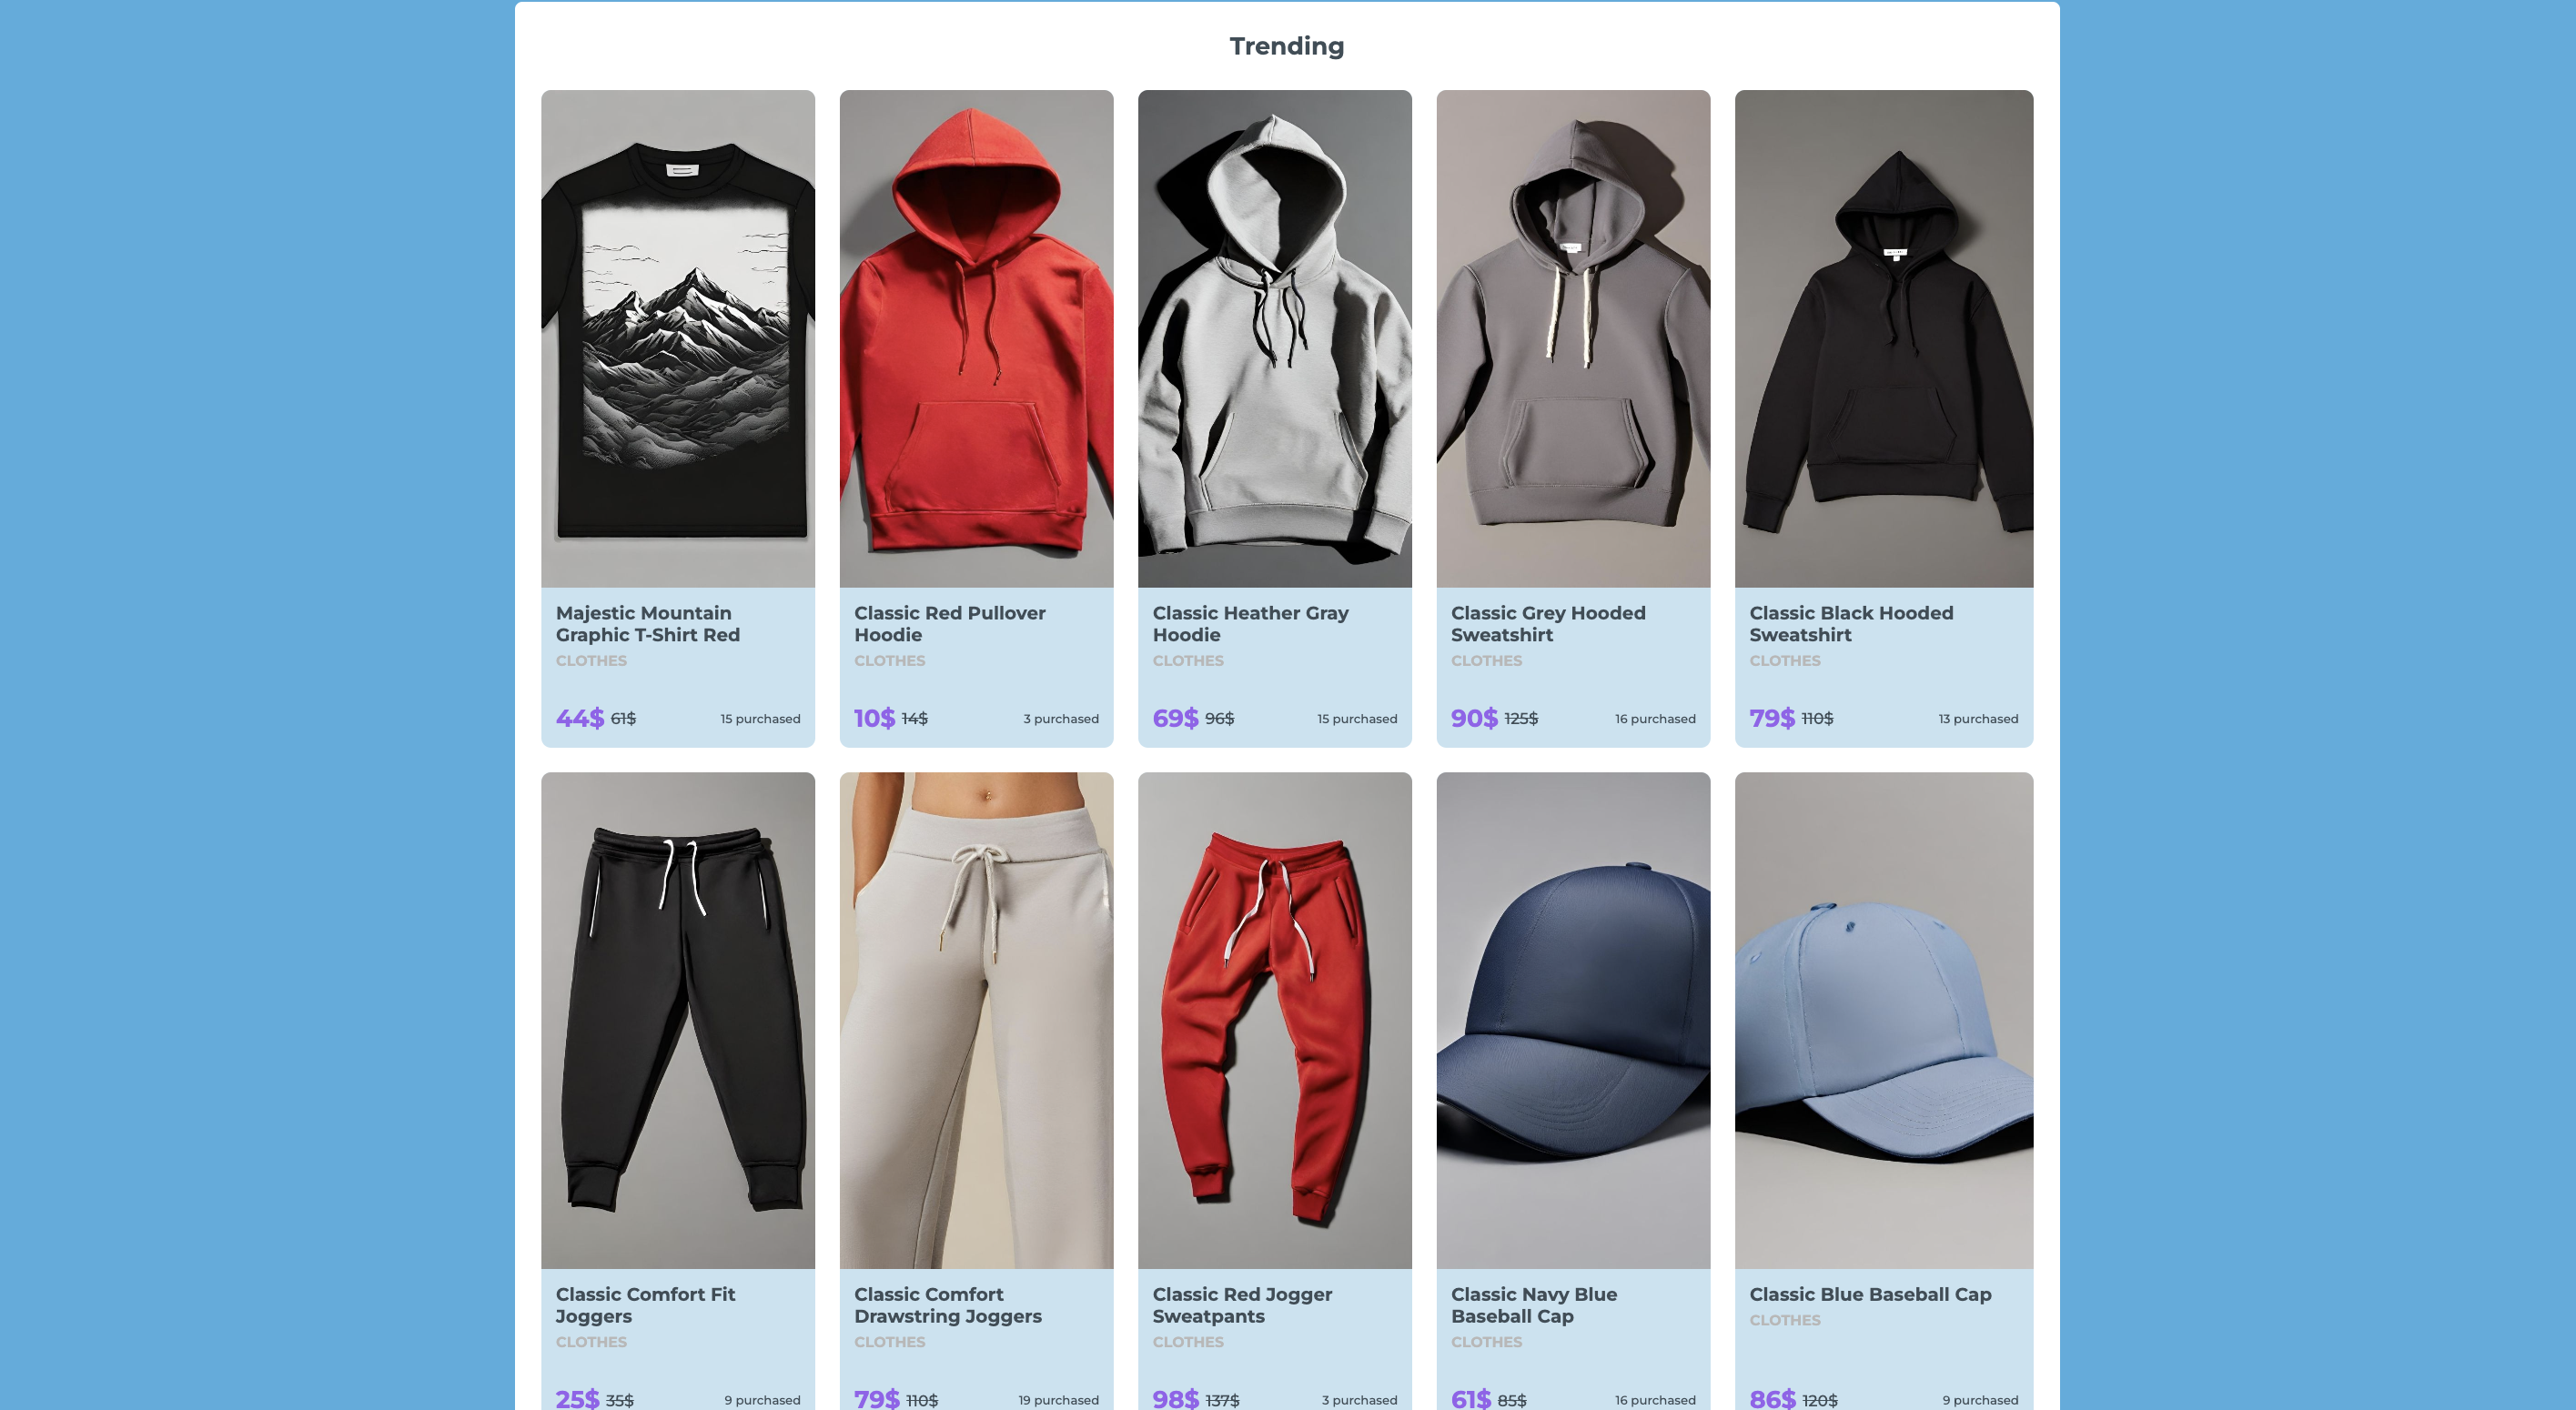 Trending
Majestic Mountain
Graphic T-Shirt Red
CLOTHES
44$ 61$ 15 purchased
Classic Red Pullover
Hoodie
CLOTHES
10$ 14$ 3 purchased
Classic Heather Gray
Hoodie
CLOTHES
69$ 96$ 15 purchased
Classic Grey Hooded
Sweatshirt
CLOTHES
90$ 125$ 16 purchased
Classic Black Hooded
Sweatshirt
CLOTHES
79$ 110$ 13 purchased
Classic Comfort Fit
Joggers
CLOTHES
25$ 35$ 9 purchased
Classic Comfort
Drawstring Joggers
CLOTHES
79$ 110$ 19 purchased
Classic Red Jogger
Sweatpants
CLOTHES
98$ 137$ 3 purchased
Classic Navy Blue
Baseball Cap
CLOTHES
61$ 85$ 16 purchased
Classic Blue Baseball Cap
CLOTHES
86$ 120$ 9 purchased